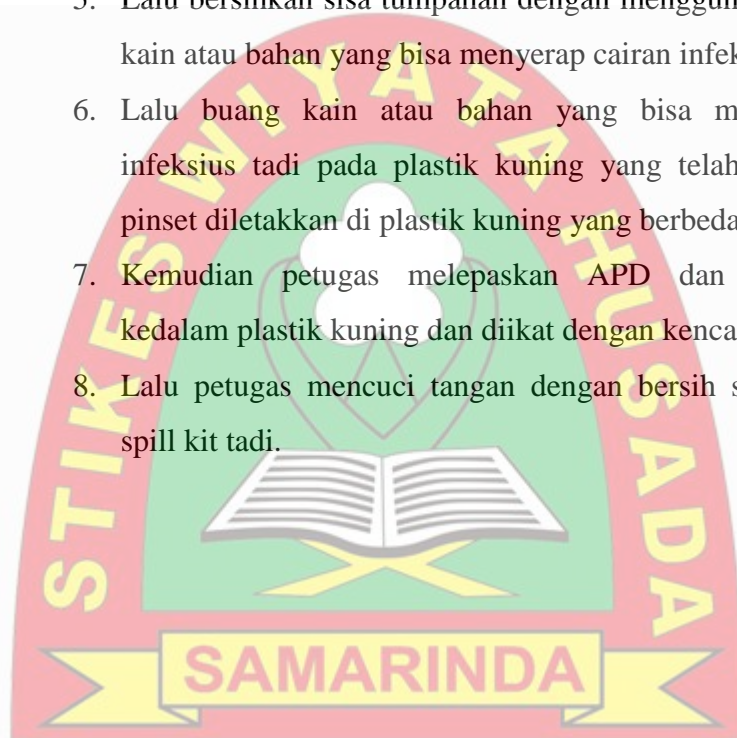 5. Lalu bersihkan sisa tumpahan dengan
kain atau bahan yang bisa menyerap cairan
6. Lalu buang kain atau bahan yang bisa
infeksius tadi pada plastik kuning yang telah
pinset diletakkan di plastik kuning yang berbeda
7. Kemudian petugas melepaskan APD dan
kedalam plastik kuning dan diikat dengan
8. Lalu petugas mencuci tangan dengan bersih
spill kit tadi.
STIKES WIYATA HUSADA
SAMARINDA